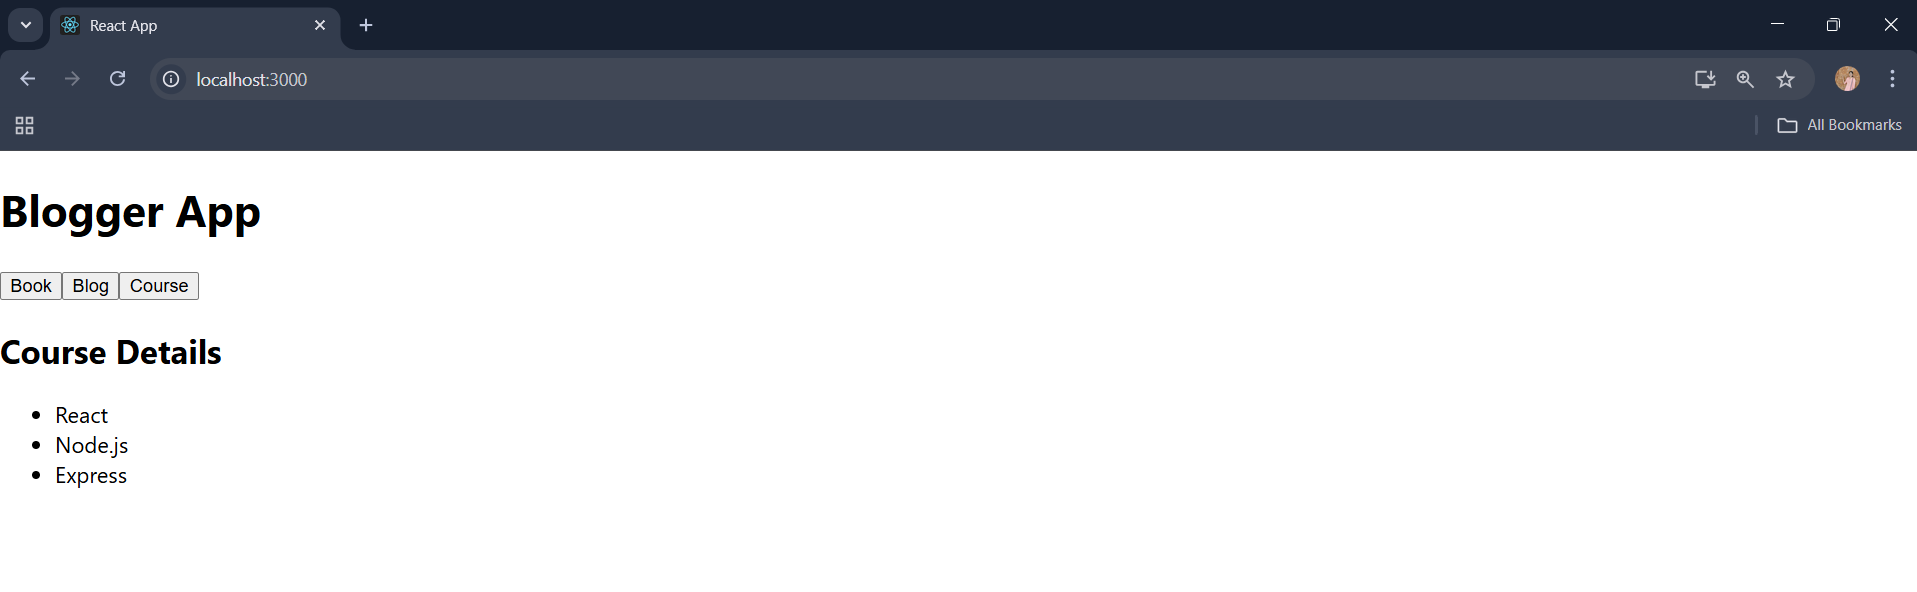 React App
localhost:3000
All Bookmarks
Blogger App
Book Blog Course
Course Details
React
Node.js
Express